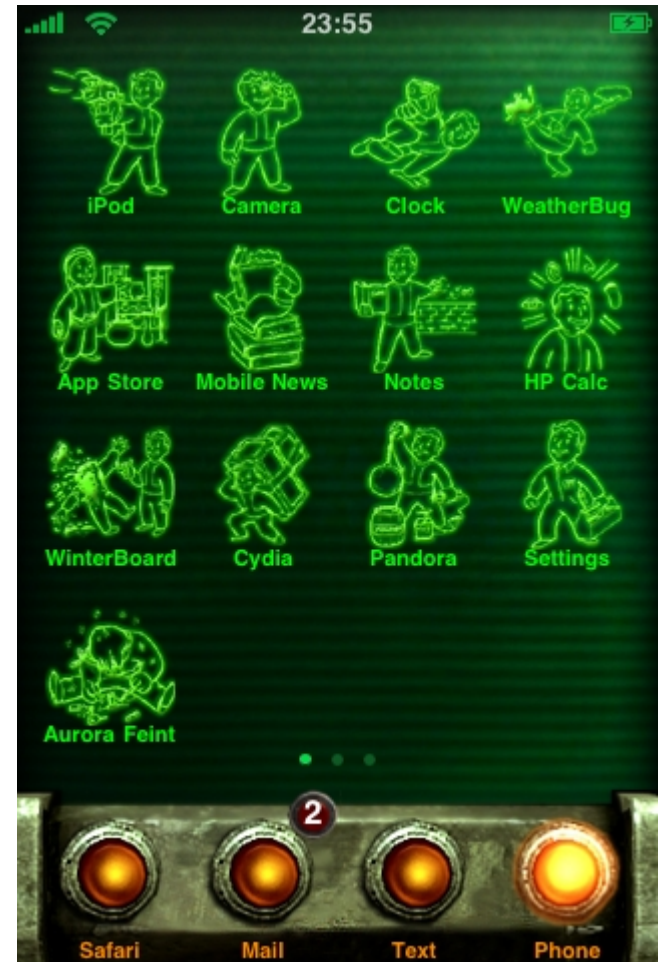 23:55
iPod Camera Clock WeatherBug
App Store Mobile News Notes HP Calc
WinterBoard Cydia Pandora Settings
Aurora Feint
2
Safari Mail Text Phone